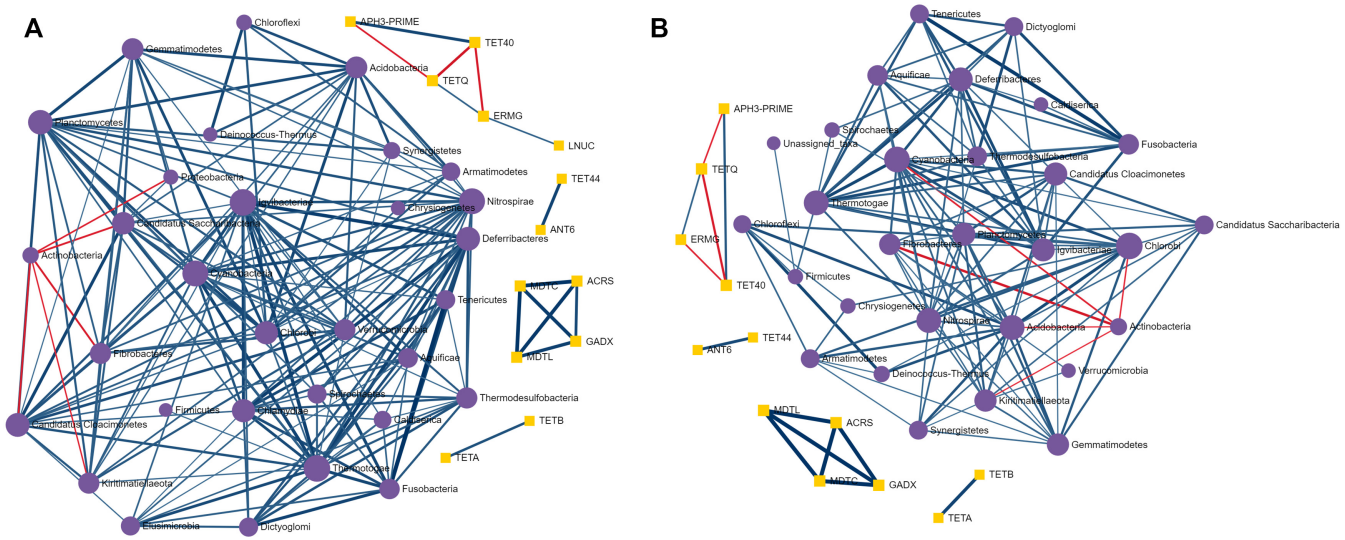 A
Chloroflexi
APH3-PRIME
TET40
Gemmatimodetes
Acidobacteria
TETQ
ERMG
Planctomycetes
Deinococcus-Thermus
LNUC
Synergistetes
Armatimodetes
Proteobacteria
TET44
Igvibacteriae
Nitrospirae
Chrysiogenetes
Candidatus Saccharibacteria
ANT6
Deferribacteres
Actinobacteria
Cyanobacteria
ACRS
MDTC
Tenericutes
Chlorobi
Verrucomicrobia
GADX
Fibrobacteres
Aquificae
MDTL
Spirochaetes
Thermodesulfobacteria
Firmicutes
Chlamydiae
Caldiserica
TETB
Candidatus Cloacimonetes
TETA
Thermotogae
Kiritimatiellaeota
Fusobacteria
Elusimicrobia
Dictyoglomi
B
Tenericutes
Dictyoglomi
Aquificae
Deferribacteres
APH3-PRIME
Caldiserica
Spirochaetes
Unassigned_taxa
Fusobacteria
Cyanobacteria
Thermodesulfobacteria
TETQ
Candidatus Cloacimonetes
Thermotogae
Chloroflexi
Candidatus Saccharibacteria
Planctomycetes
ERMG
Fibrobacteres
Igvibacteriae
Chlorobi
Firmicutes
TET40
Chrysiogenetes
Nitrospirae
Acidobacteria
Actinobacteria
TET44
ANT6
Armatimodetes
Deinococcus-Thermus
Verrucomicrobia
Kiritimatiellaeota
MDTL
ACRS
Synergistetes
Gemmatimodetes
MDTC
GADX
TETB
TETA